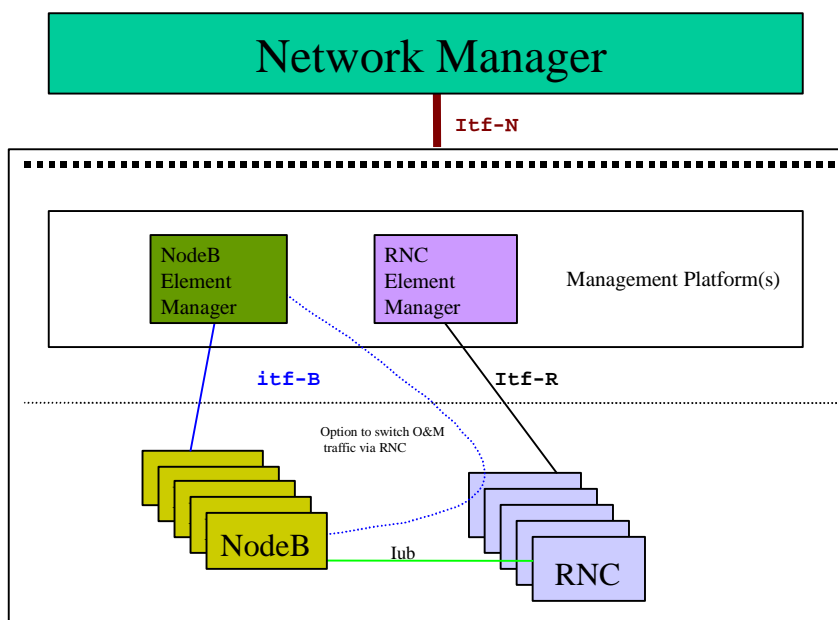 Network Manager
Itf-N
NodeB
Element
Manager
RNC
Element
Manager
Management Platform(s)
itf-B
Itf-R
Option to switch O&M
traffic via RNC
NodeB
Iub
RNC